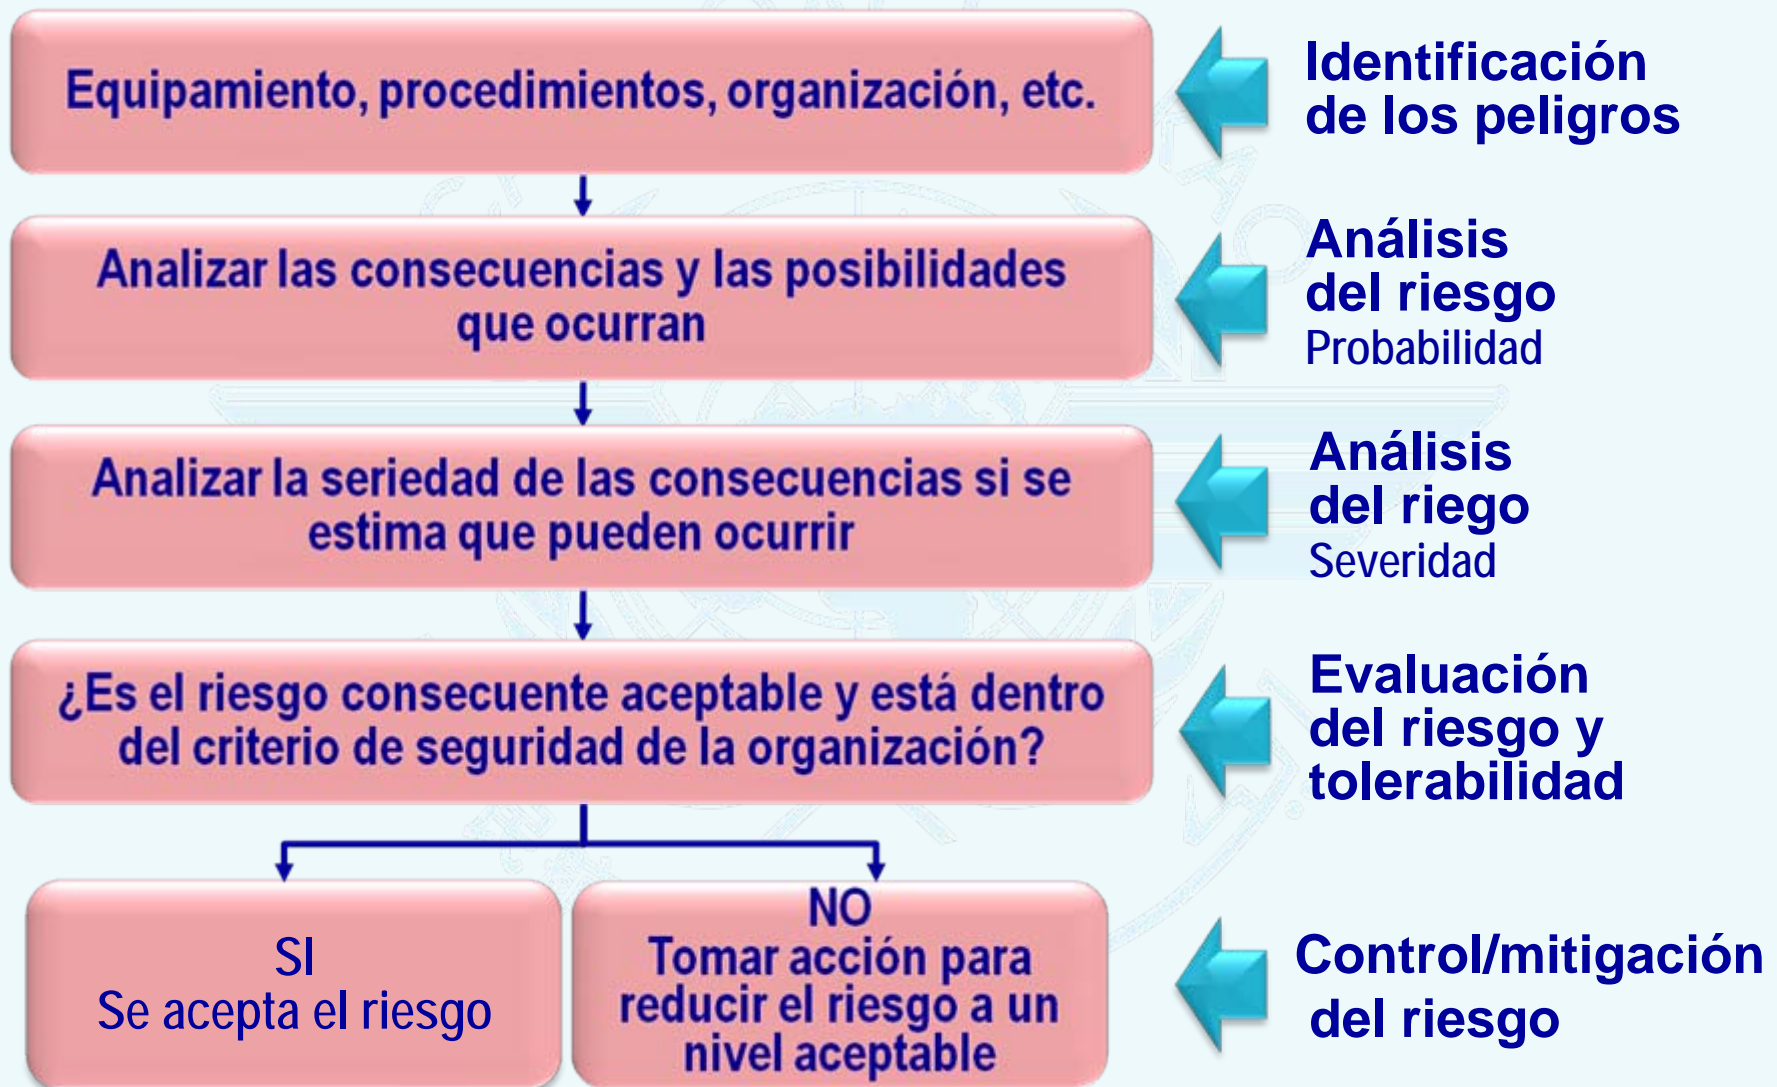 Equipamiento, procedimientos, organización, etc.
Identificación
de los peligros
Analizar las consecuencias y las posibilidades
que ocurran
Análisis
del riesgo
Probabilidad
Analizar la seriedad de las consecuencias si se
estima que pueden ocurrir
Análisis
del riego
Severidad
¿Es el riesgo consecuente aceptable y está dentro
del criterio de seguridad de la organización?
Evaluación
del riesgo y
tolerabilidad
SI
Se acepta el riesgo
NO
Tomar acción para
reducir el riesgo a un
nivel aceptable
Control/mitigación
del riesgo